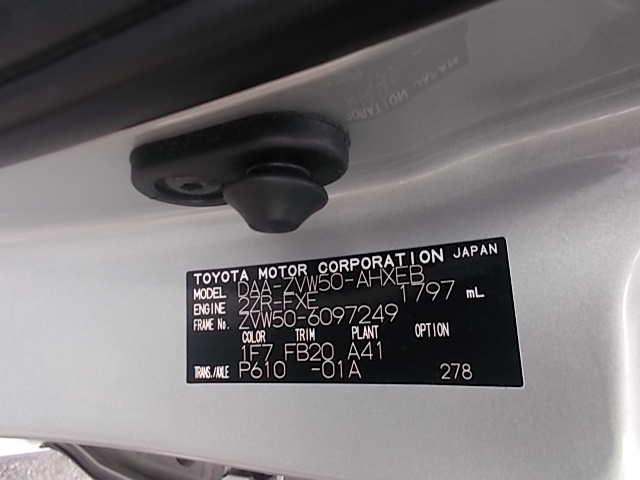 TOYOTA MOTOR CORPORATION JAPAN
MODEL DAA-ZVW50-AHXEB
ENGINE 2ZR-FXE 1797 mL
FRAME No. ZVW50-6097249
COLOR TRIM PLANT OPTION
1F7 FB20 A41
TRANS./AXLE P610 -01A 278